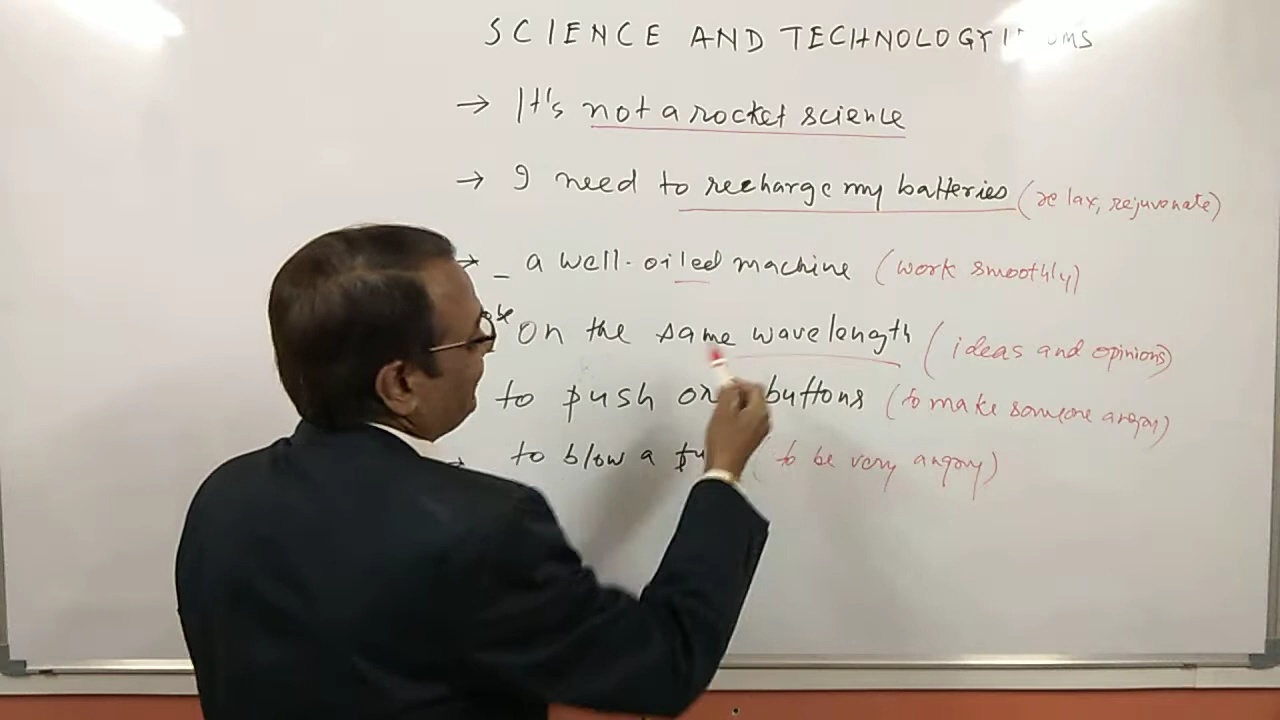 SCIENCE AND TECHNOLOGY
→ It's not a rocket science
→ I need to recharge my batteries (relax, rejuvenate)
→ _ a well-oiled machine (work smoothly)
be on the same wavelength (ideas and opinions)
to push buttons (to make someone angry)
to blow a (to be very angry)